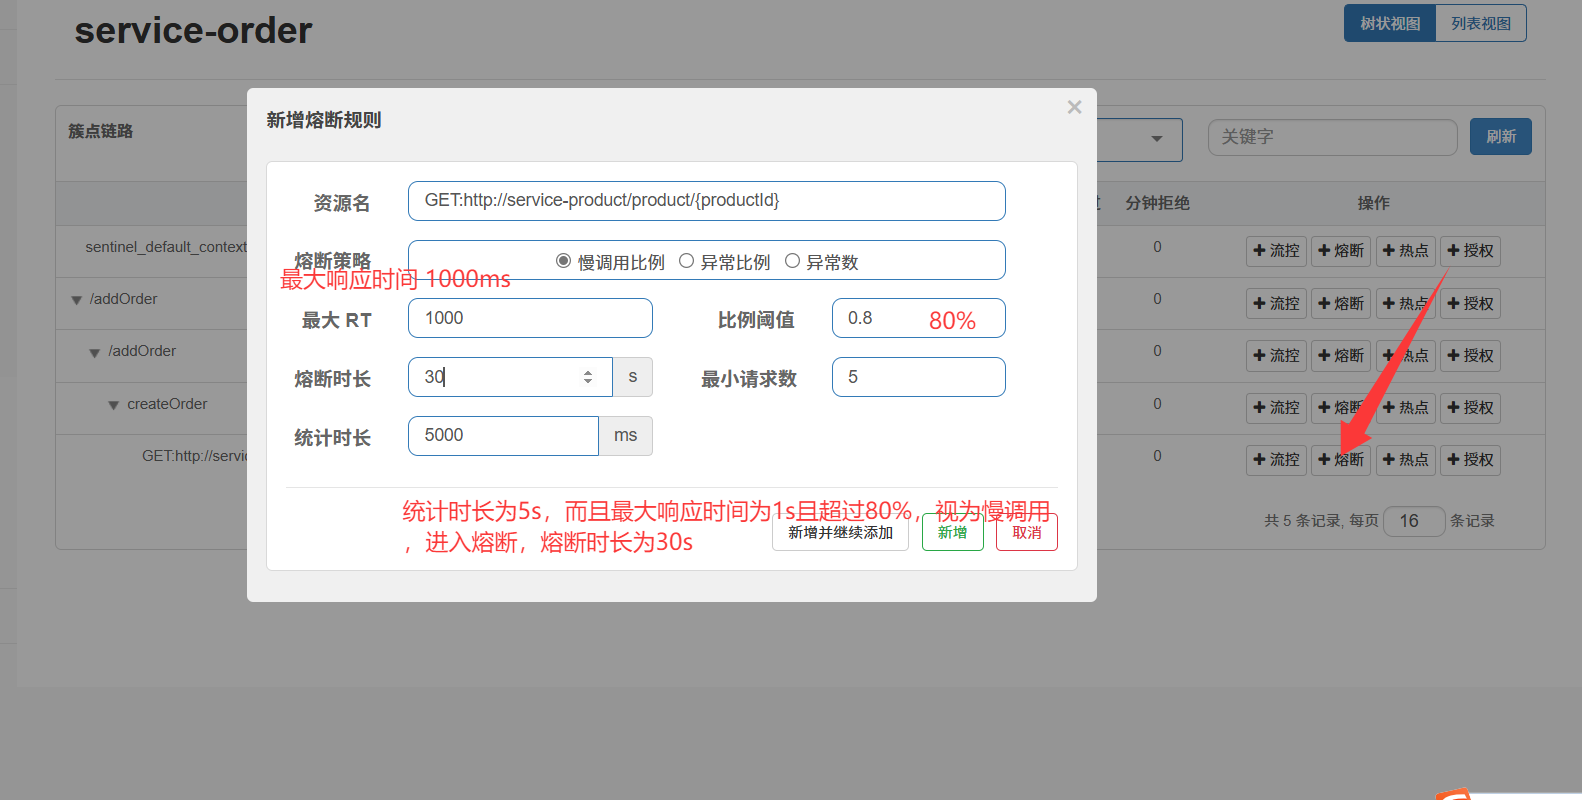 service-order
树状视图
列表视图
簇点链路
关键字
刷新
分钟拒绝
操作
sentinel_default_context
0
流控
熔断
热点
授权
/addOrder
0
流控
熔断
热点
授权
/addOrder
0
流控
熔断
热点
授权
createOrder
0
流控
熔断
热点
授权
GET:http://servic
0
流控
熔断
热点
授权
共 5 条记录, 每页
16
条记录
新增熔断规则
×
资源名
GET:http://service-product/product/{productId}
熔断策略
慢调用比例
异常比例
异常数
最大响应时间 1000ms
最大 RT
1000
比例阈值
0.8
80%
熔断时长
30
s
最小请求数
5
统计时长
5000
ms
统计时长为5s，而且最大响应时间为1s且超过80%，视为慢调用
，进入熔断，熔断时长为30s
新增并继续添加
新增
取消